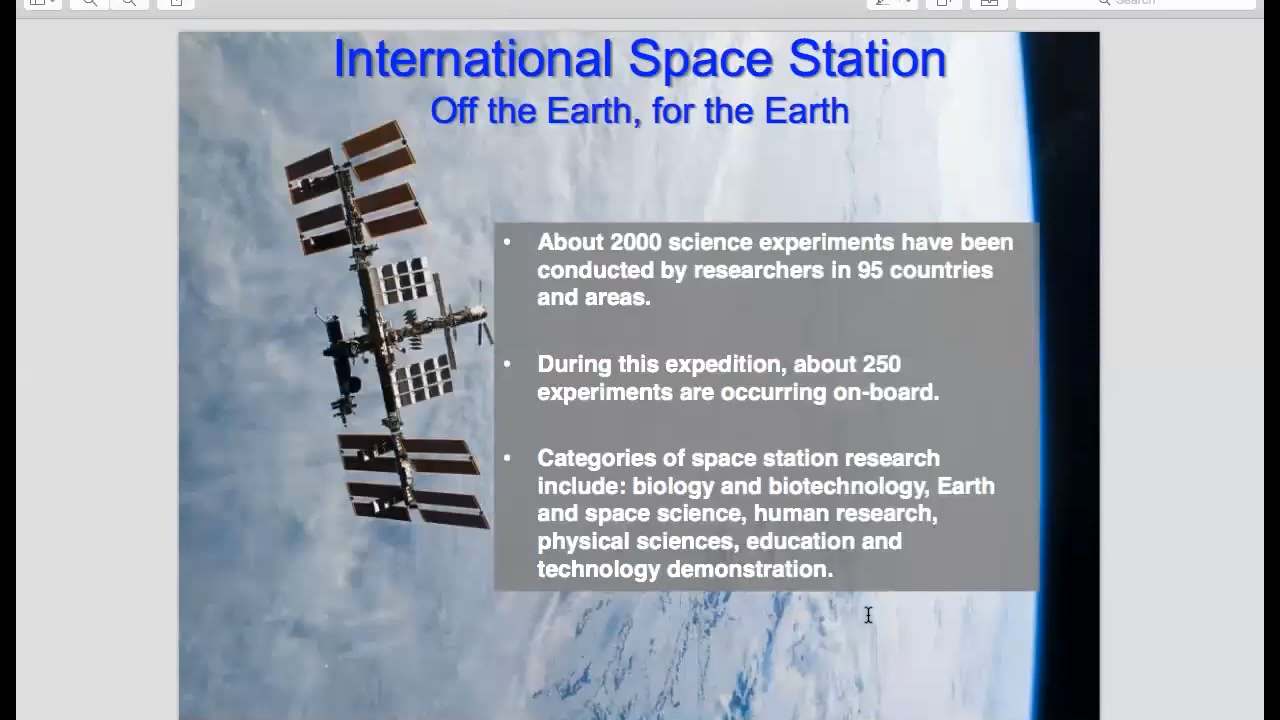 Search
International Space Station
Off the Earth, for the Earth
• About 2000 science experiments have been
conducted by researchers in 95 countries
and areas.
• During this expedition, about 250
experiments are occurring on-board.
• Categories of space station research
include: biology and biotechnology, Earth
and space science, human research,
physical sciences, education and
technology demonstration.